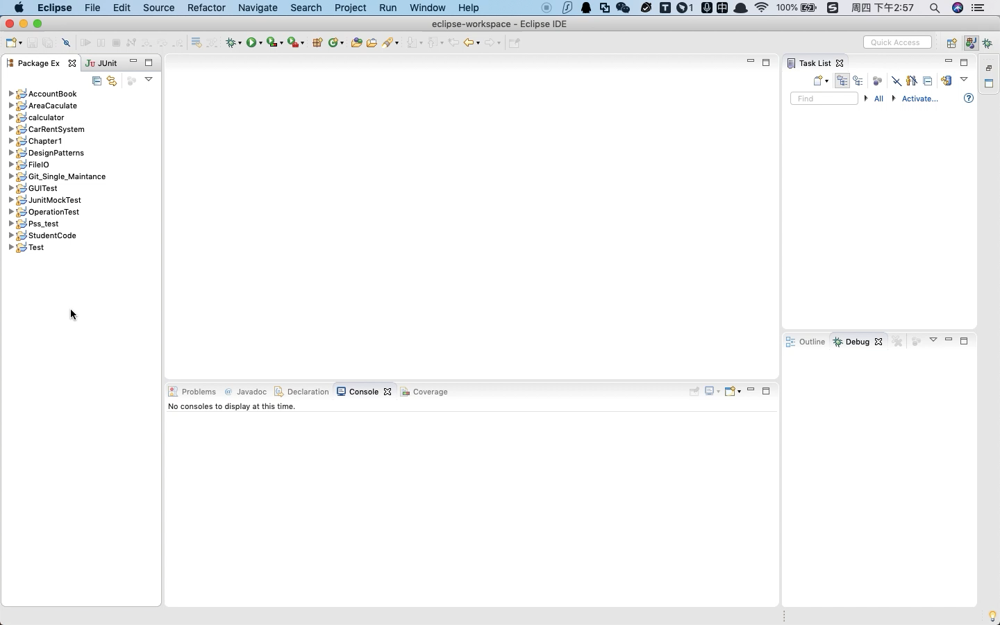 Eclipse File Edit Source Refactor Navigate Search Project Run Window Help T 1 中 100% S 周四 下午2:57
eclipse-workspace - Eclipse IDE
Quick Access
Package Ex Ju JUnit
Task List
Find All Activate... ?
AccountBook
AreaCaculate
calculator
CarRentSystem
Chapter1
DesignPatterns
FileIO
Git_Single_Maintance
GUITest
JunitMockTest
OperationTest
Pss_test
StudentCode
Test
Outline Debug
Problems @ Javadoc Declaration Console Coverage
No consoles to display at this time.